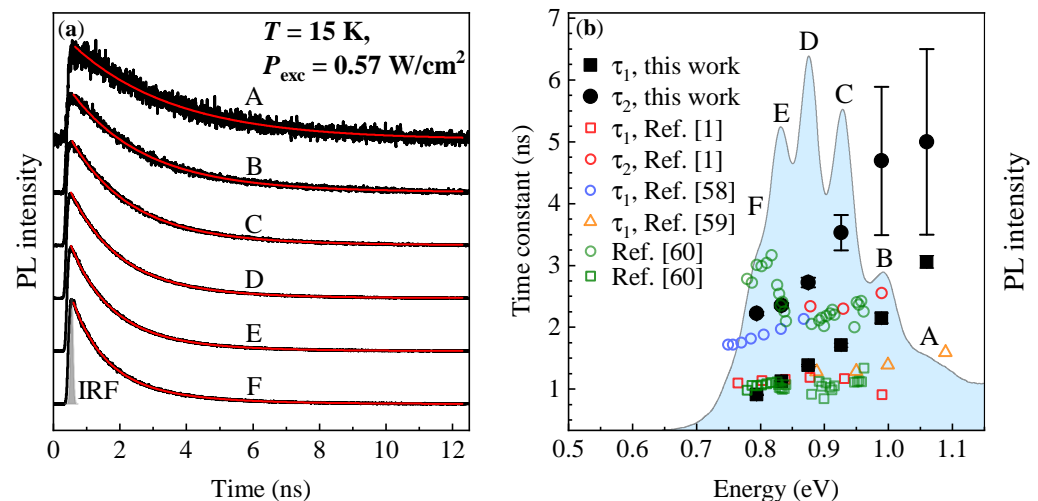 (a)
T = 15 K,
P_exc = 0.57 W/cm²
A
B
C
D
E
F
IRF
PL intensity
0 2 4 6 8 10 12
Time (ns)
(b)
7
6
5
4
3
2
1
Time constant (ns)
τ₁, this work
τ₂, this work
τ₁, Ref. [1]
τ₂, Ref. [1]
τ₁, Ref. [58]
τ₁, Ref. [59]
Ref. [60]
Ref. [60]
D
C
E
F
B
A
0.5 0.6 0.7 0.8 0.9 1.0 1.1
Energy (eV)
PL intensity